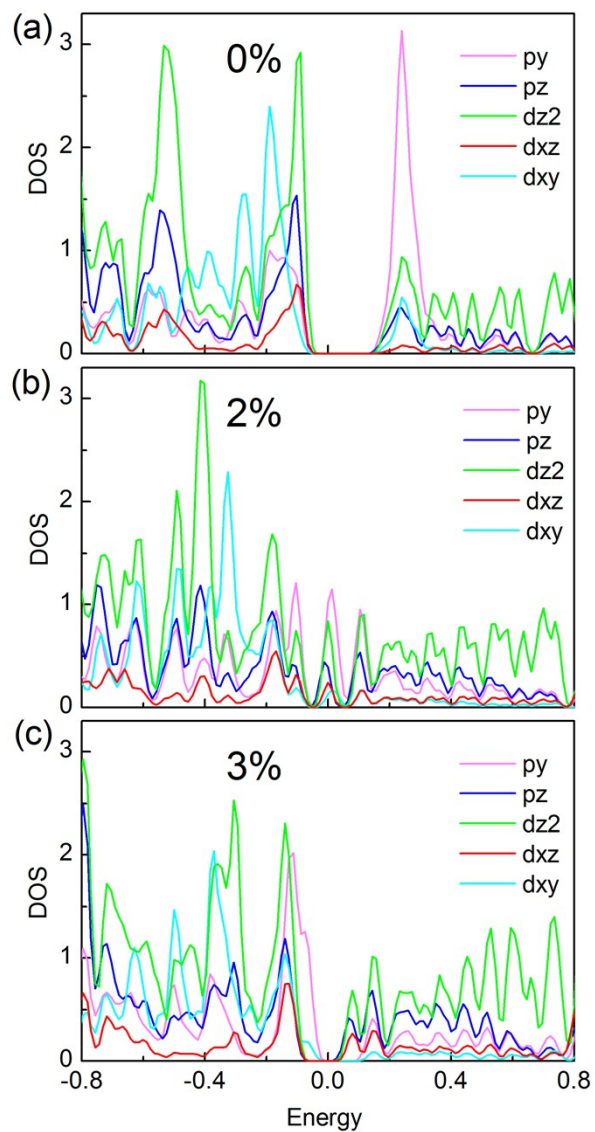 (a)
0%
py
pz
dz2
dxz
dxy
DOS
3
2
1
0
(b)
2%
py
pz
dz2
dxz
dxy
DOS
3
2
1
0
(c)
3%
py
pz
dz2
dxz
dxy
DOS
3
2
1
0
-0.8 -0.4 0.0 0.4 0.8
Energy